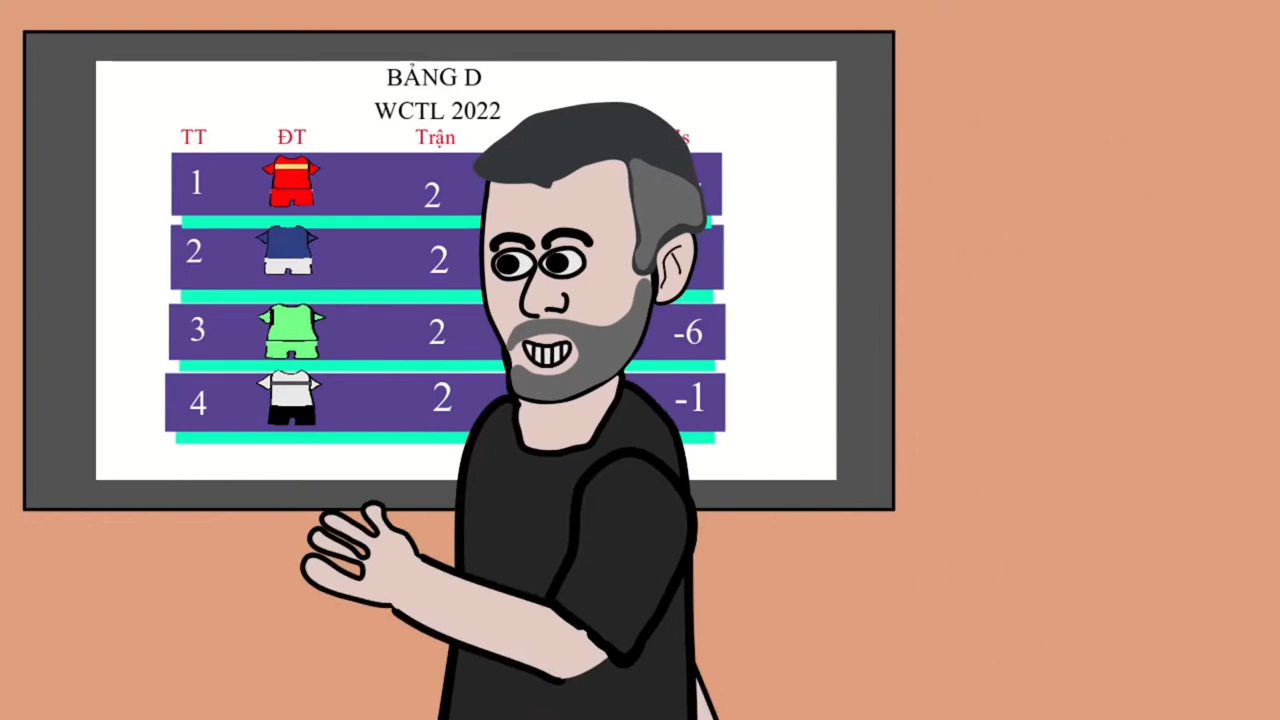 BẢNG D
WCTL 2022
TT ĐT Trận
1 2
2 2
3 2 -6
4 2 -1